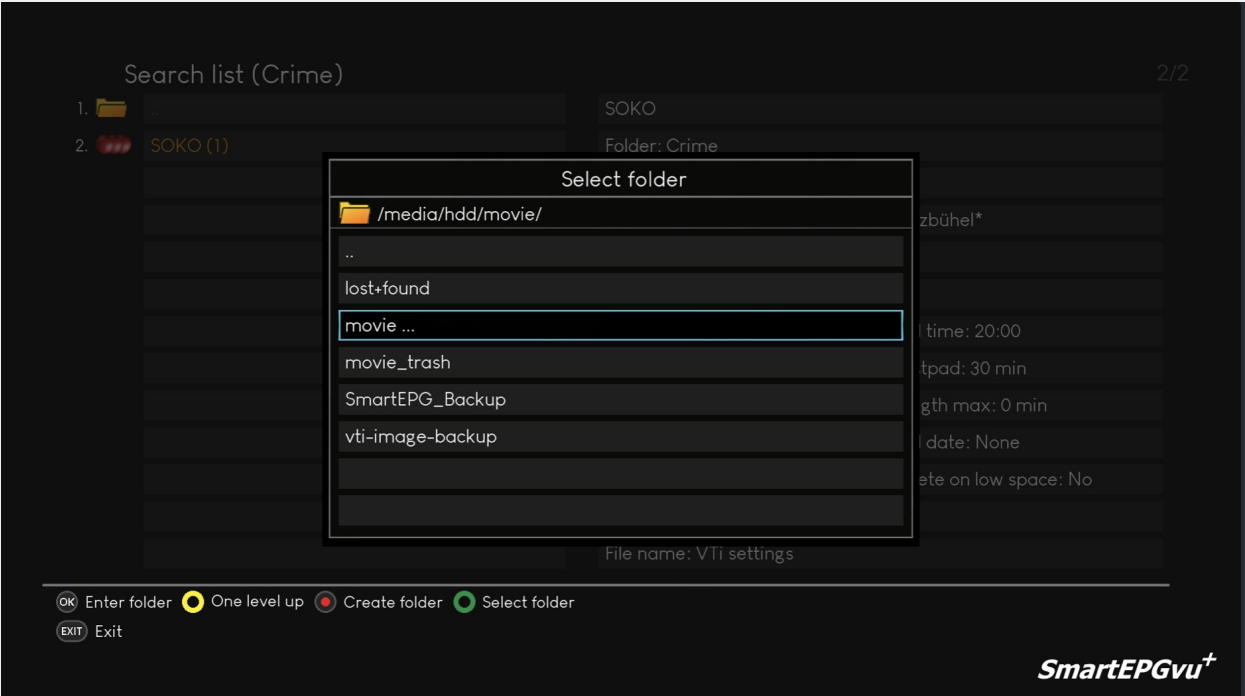 Search list (Crime)
2/2
1. ..
SOKO
2. SOKO (1)
Folder: Crime
Select folder
/media/hdd/movie/
..
lost+found
movie ...
movie_trash
SmartEPG_Backup
vti-image-backup
zbühel*
time: 20:00
tpad: 30 min
gth max: 0 min
date: None
ete on low space: No
File name: VTi settings
OK Enter folder One level up Create folder Select folder
EXIT Exit
SmartEPGvu+